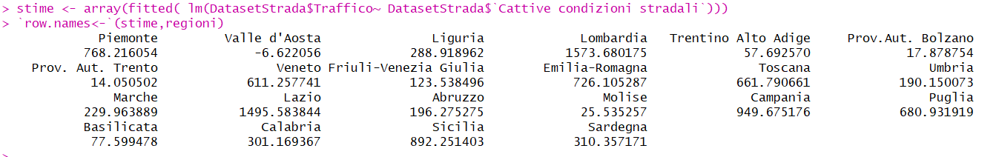 > stime <- array(fitted( lm(DatasetStrada$Traffico~ DatasetStrada$`Cattive condizioni stradali`)))
> `row.names<-`(stime,regioni)
Piemonte Valle d'Aosta Liguria Lombardia Trentino Alto Adige Prov.Aut. Bolzano
768.216054 -6.622056 288.918962 1573.680175 57.692570 17.878754
Prov. Aut. Trento Veneto Friuli-Venezia Giulia Emilia-Romagna Toscana Umbria
14.050502 611.257741 123.538496 726.105287 661.790661 190.150073
Marche Lazio Abruzzo Molise Campania Puglia
229.963889 1495.583844 196.275275 25.535257 949.675176 680.931919
Basilicata Calabria Sicilia Sardegna
77.599478 301.169367 892.251403 310.357171
>